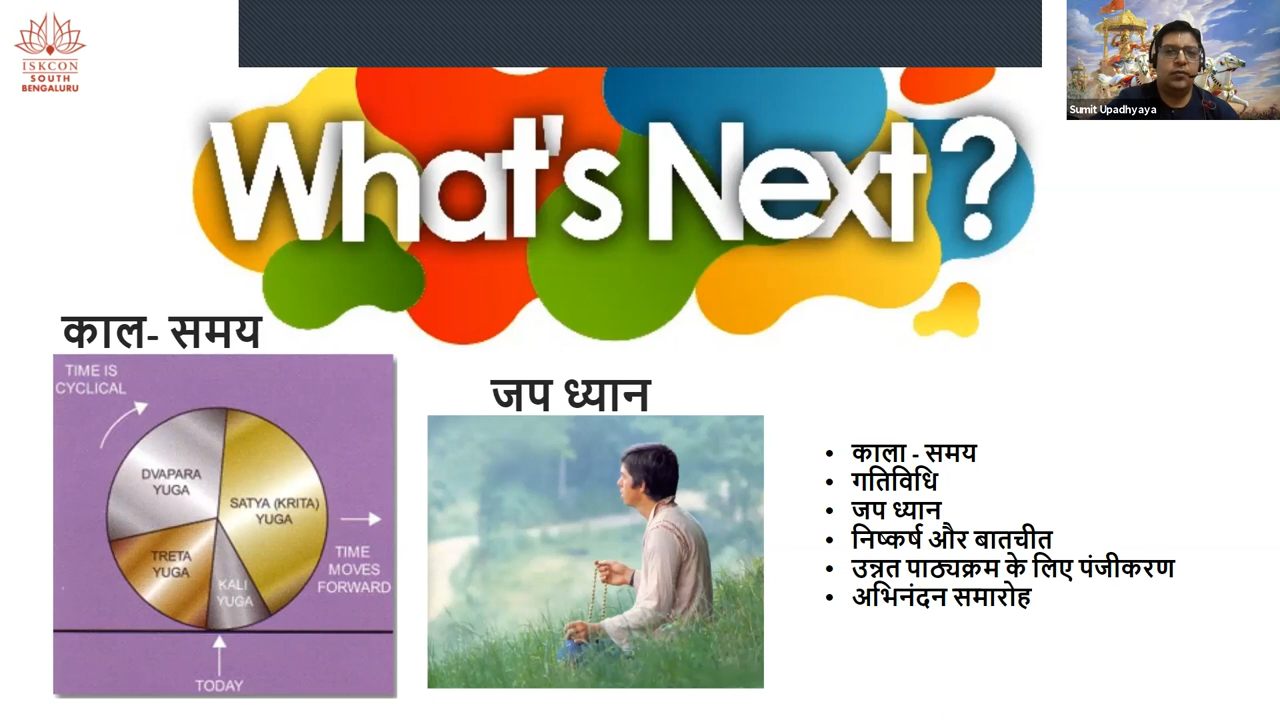 ISKCON
SOUTH
BENGALURU
Sumit Upadhyaya
What's Next?
काल- समय
TIME IS
CYCLICAL
DVAPARA
YUGA
SATYA (KRITA)
YUGA
TRETA
YUGA
KALI
YUGA
TIME
MOVES
FORWARD
TODAY
जप ध्यान
• काला - समय
• गतिविधि
• जप ध्यान
• निष्कर्ष और बातचीत
• उन्नत पाठ्यक्रम के लिए पंजीकरण
• अभिनंदन समारोह